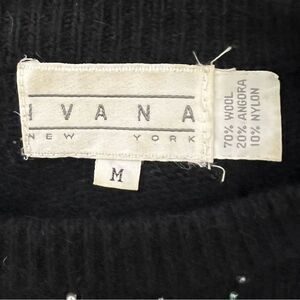 IVANA
NEW YORK
M
70% WOOL
20% ANGORA
10% NYLON